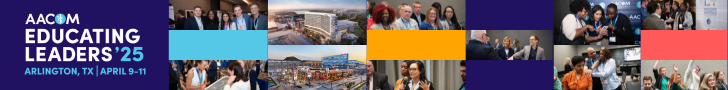 AACOM
EDUCATING
LEADERS '25
ARLINGTON, TX | APRIL 9-11